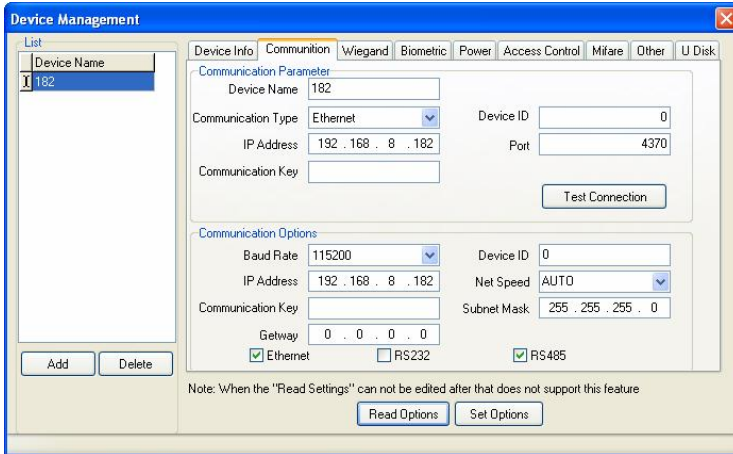 Device Management
List
Device Name
182
Device Info Communition Wiegand Biometric Power Access Control Mifare Other U Disk
Communication Parameter
Device Name 182
Communication Type Ethernet Device ID 0
IP Address 192 . 168 . 8 . 182 Port 4370
Communication Key
Test Connection
Communication Options
Baud Rate 115200 Device ID 0
IP Address 192 . 168 . 8 . 182 Net Speed AUTO
Communication Key Subnet Mask 255 . 255 . 255 . 0
Getway 0 . 0 . 0 . 0
Ethernet RS232 RS485
Add Delete
Note: When the "Read Settings" can not be edited after that does not support this feature
Read Options Set Options